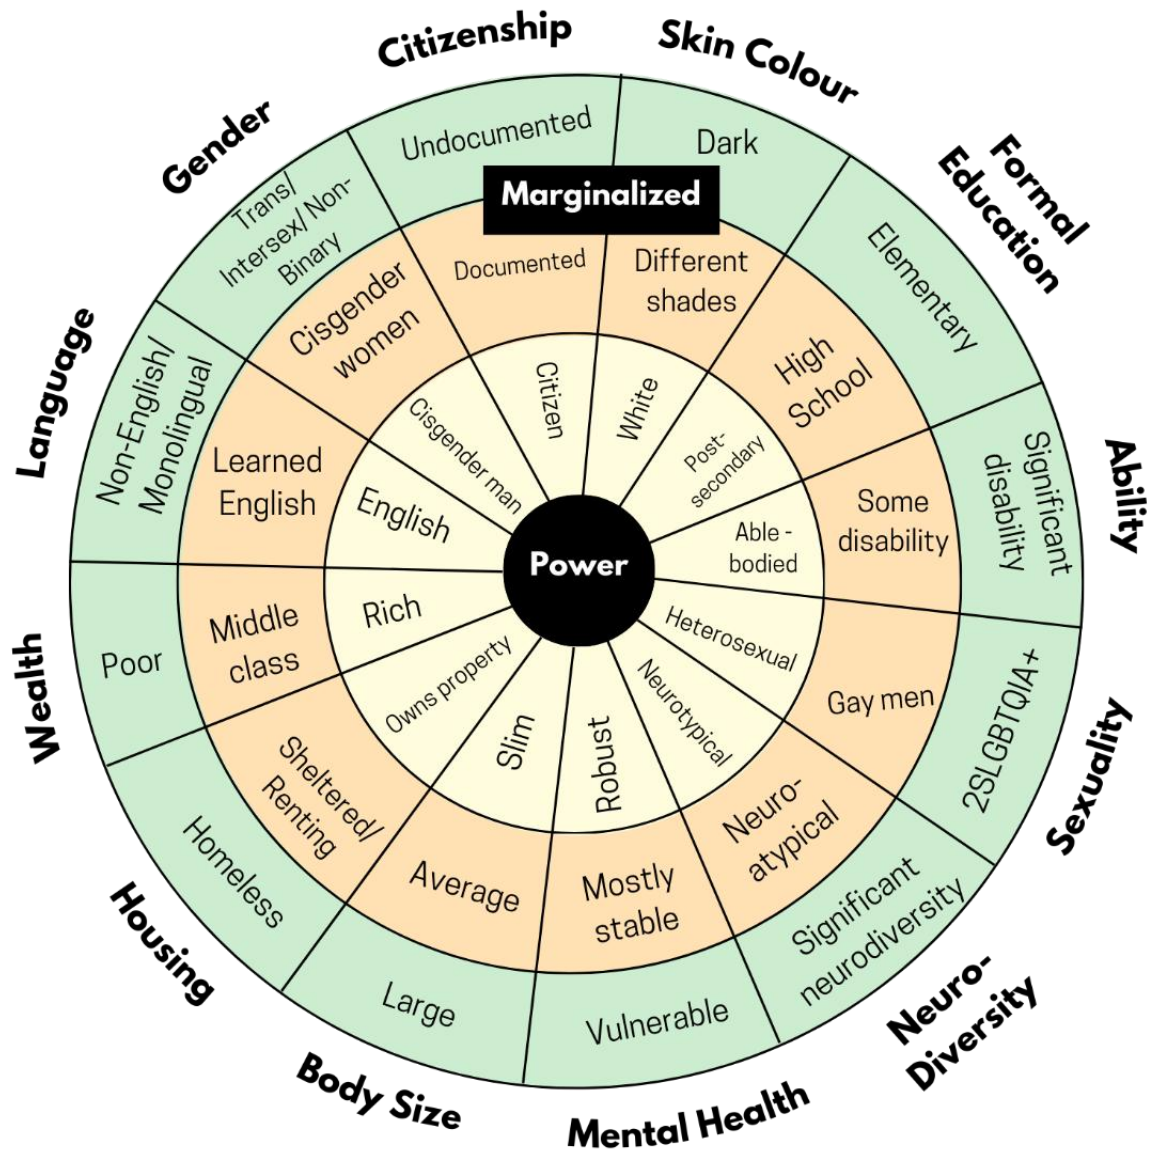 Citizenship
Skin Colour
Formal
Education
Ability
Sexuality
Neuro-
Diversity
Mental Health
Body Size
Housing
Wealth
Language
Gender
Undocumented
Dark
Elementary
Significant
disability
2SLGBTQIA+
Significant
neurodiversity
Vulnerable
Large
Homeless
Poor
Non-English/
Monolingual
Trans/
Intersex/ Non-
Binary
Marginalized
Documented
Different
shades
High
School
Some
disability
Gay men
Neuro-
atypical
Mostly
stable
Average
Sheltered/
Renting
Middle
class
Learned
English
Cisgender
women
Citizen
White
Post-
secondary
Able -
bodied
Heterosexual
Neurotypical
Robust
Slim
Owns property
Rich
English
Cisgender man
Power